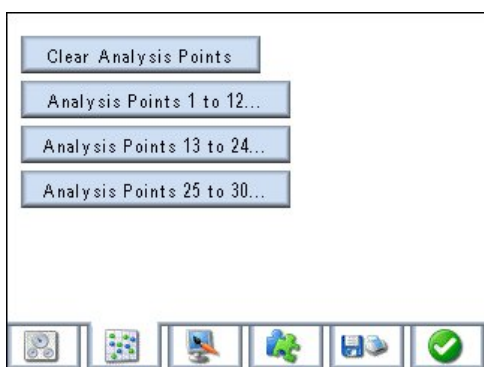 Clear Analysis Points
Analysis Points 1 to 12...
Analysis Points 13 to 24...
Analysis Points 25 to 30...